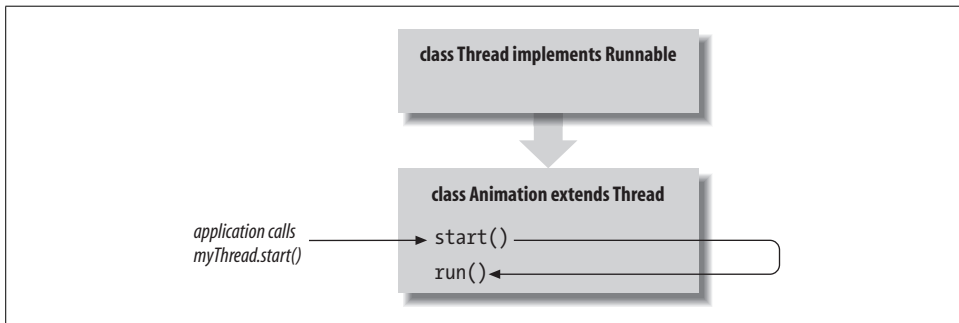 class Thread implements Runnable
class Animation extends Thread
application calls
myThread.start()
start()
run()